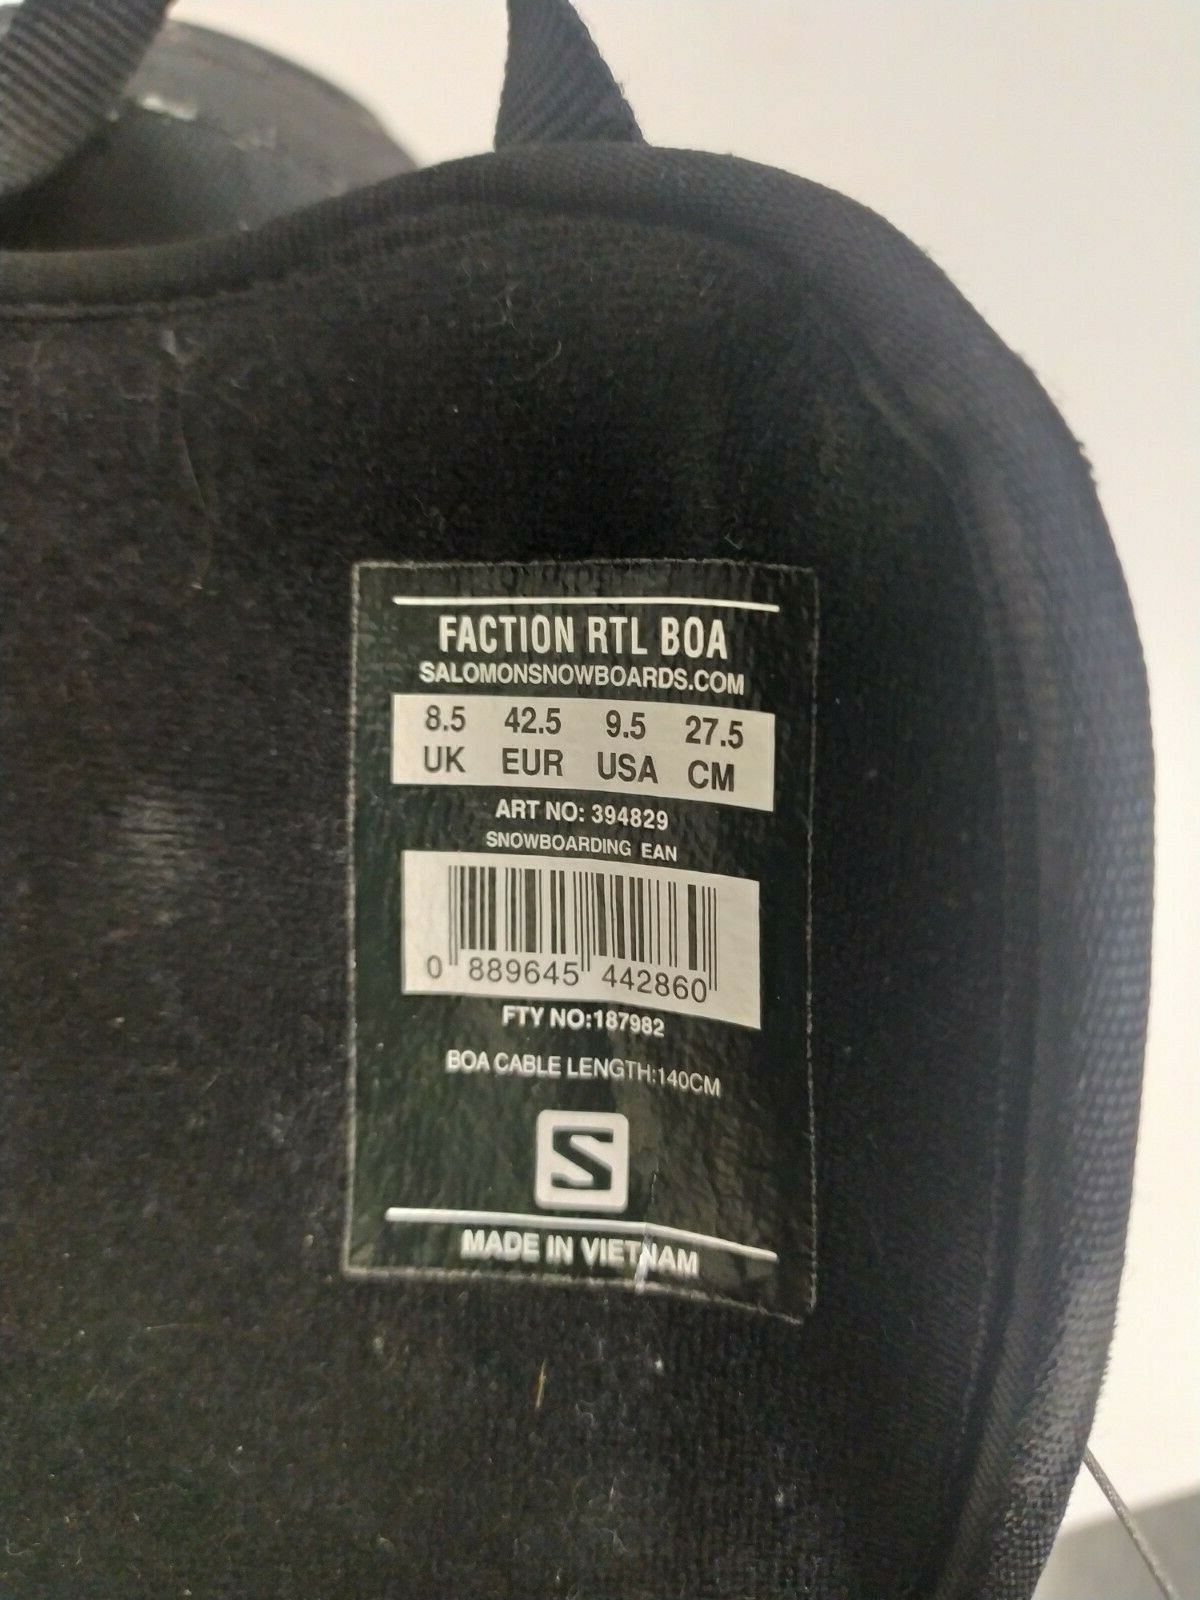 FACTION RTL BOA
SALOMONSNOWBOARDS.COM
8.5 42.5 9.5 27.5
UK EUR USA CM
ART NO: 394829
SNOWBOARDING EAN
0 889645 442860
FTY NO:187982
BOA CABLE LENGTH:140CM
S
MADE IN VIETNAM